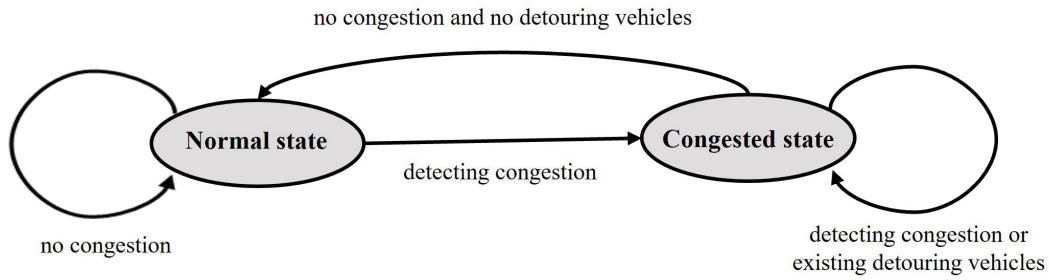 no congestion and no detouring vehicles
Normal state
Congested state
detecting congestion
no congestion
detecting congestion or
existing detouring vehicles